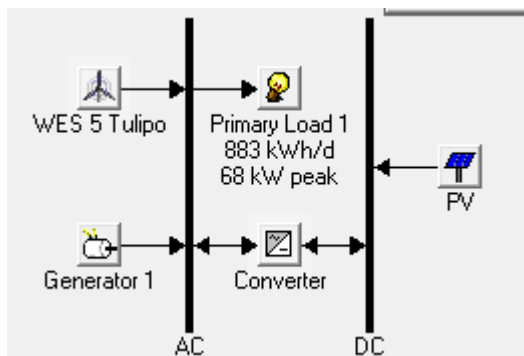 WES 5 Tulipo
Primary Load 1
883 kWh/d
68 kW peak
PV
Generator 1
Converter
AC
DC